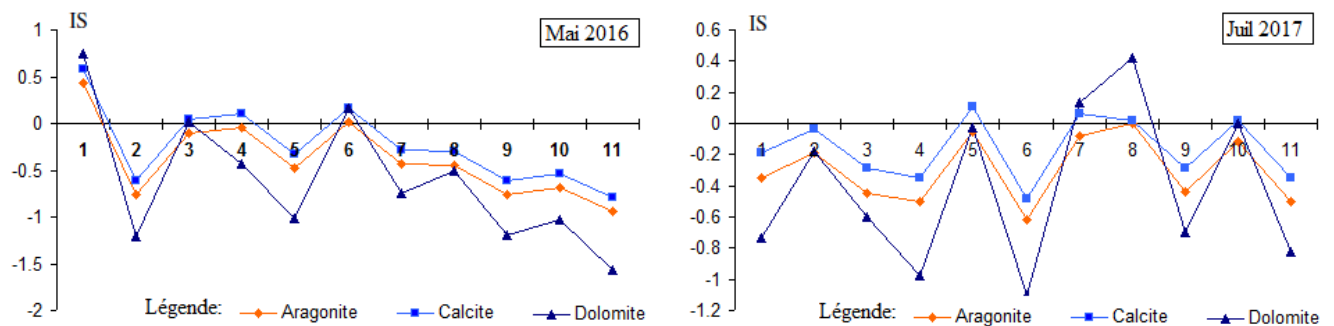 IS
Mai 2016
1
0.5
0
-0.5
-1
-1.5
-2
1 2 3 4 5 6 7 8 9 10 11
Légende: Aragonite Calcite Dolomite
IS
Juil 2017
0.6
0.4
0.2
0
-0.2
-0.4
-0.6
-0.8
-1
-1.2
1 2 3 4 5 6 7 8 9 10 11
Légende: Aragonite Calcite Dolomite